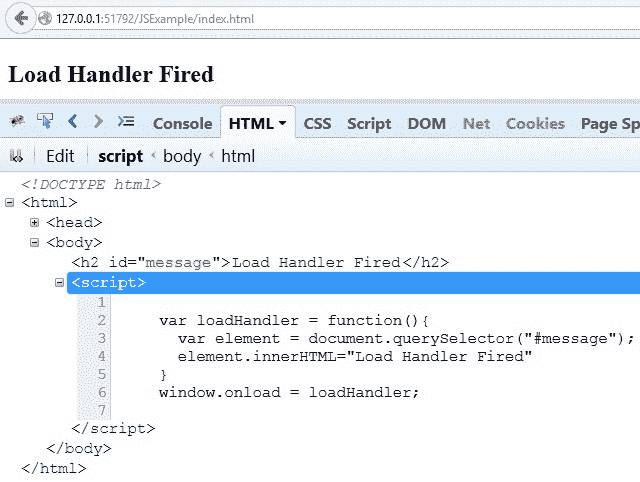 127.0.0.1:51792/JSExample/index.html
Load Handler Fired
Console HTML CSS Script DOM Net Cookies Page Sp
Edit script < body < html
<!DOCTYPE html>
<html>
<head>
<body>
<h2 id="message">Load Handler Fired</h2>
<script>
1
2 var loadHandler = function(){
3 var element = document.querySelector("#message");
4 element.innerHTML="Load Handler Fired"
5 }
6 window.onload = loadHandler;
7
</script>
</body>
</html>